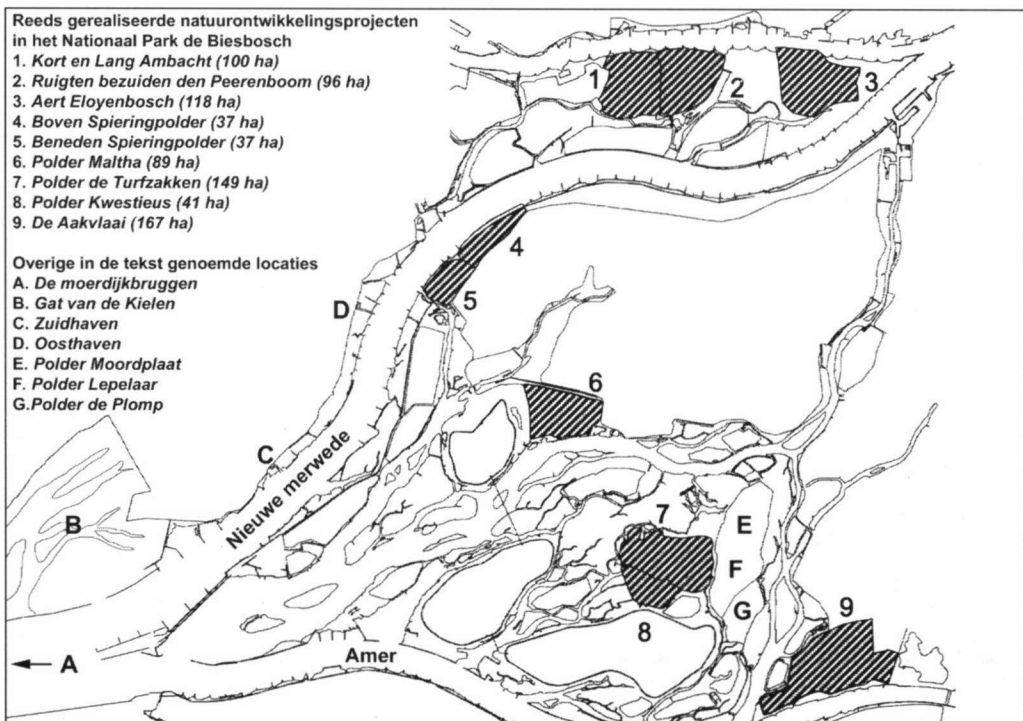 Reeds gerealiseerde natuurontwikkelingsprojecten
in het Nationaal Park de Biesbosch
1. Kort en Lang Ambacht (100 ha)
2. Ruigten bezuiden den Peerenboom (96 ha)
3. Aert Eloyenbosch (118 ha)
4. Boven Spieringpolder (37 ha)
5. Beneden Spieringpolder (37 ha)
6. Polder Maltha (89 ha)
7. Polder de Turfzakken (149 ha)
8. Polder Kwestieus (41 ha)
9. De Aakvlaai (167 ha)
Overige in de tekst genoemde locaties
A. De moerdijkbruggen
B. Gat van de Kielen
C. Zuidhaven
D. Oosthaven
E. Polder Moordplaat
F. Polder Lepelaar
G.Polder de Plomp
1
2
3
4
5
D
6
C
Nieuwe merwede
B
7
E
F
G
8
9
A
Amer